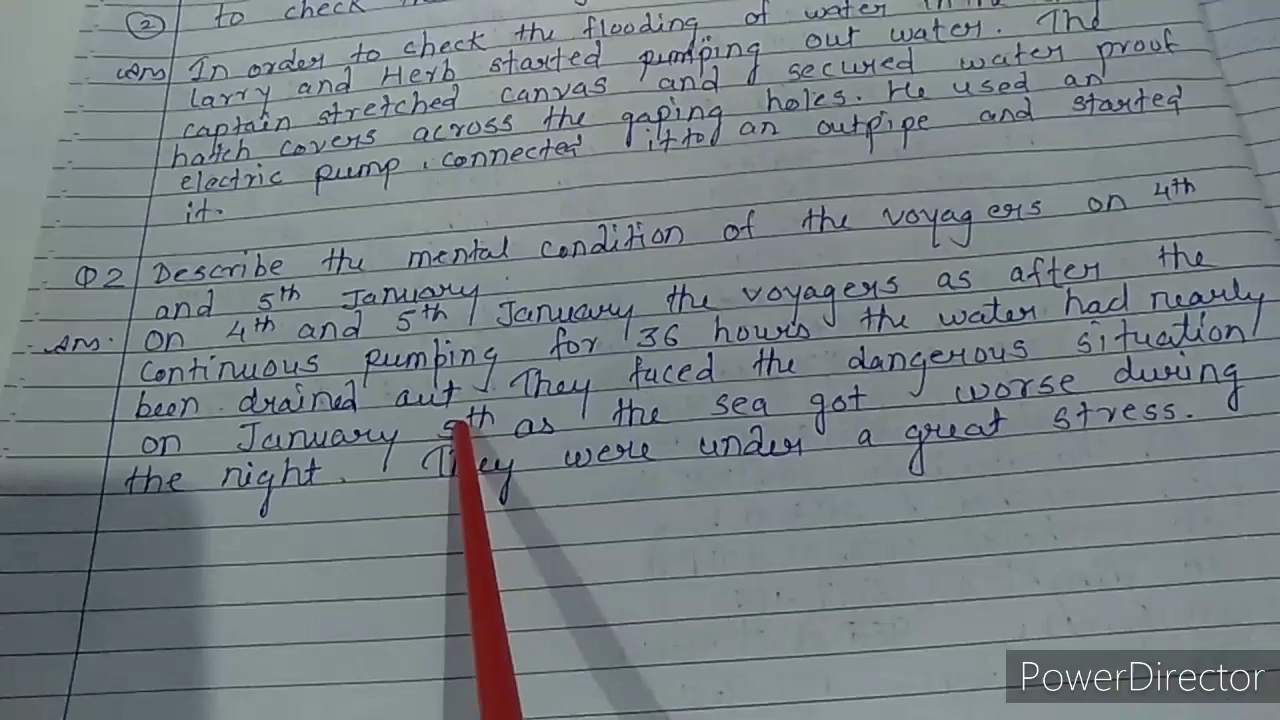 ② to check
Ans In order to check the flooding of water in
Larry and Herb started pumping out water. The
captain stretched canvas and secured water proof
hatch covers across the gaping holes. He used an
electric pump, connected it to an outpipe and started
it.
Q2 Describe the mental condition of the voyagers on 4th
and 5th January
Ans. On 4th and 5th January the voyagers as after the
continuous pumping for 36 hours the water had nearly
been drained aut. They faced the dangerous situation
on January 5th as the sea got worse during
the night. They were under a great stress.
PowerDirector